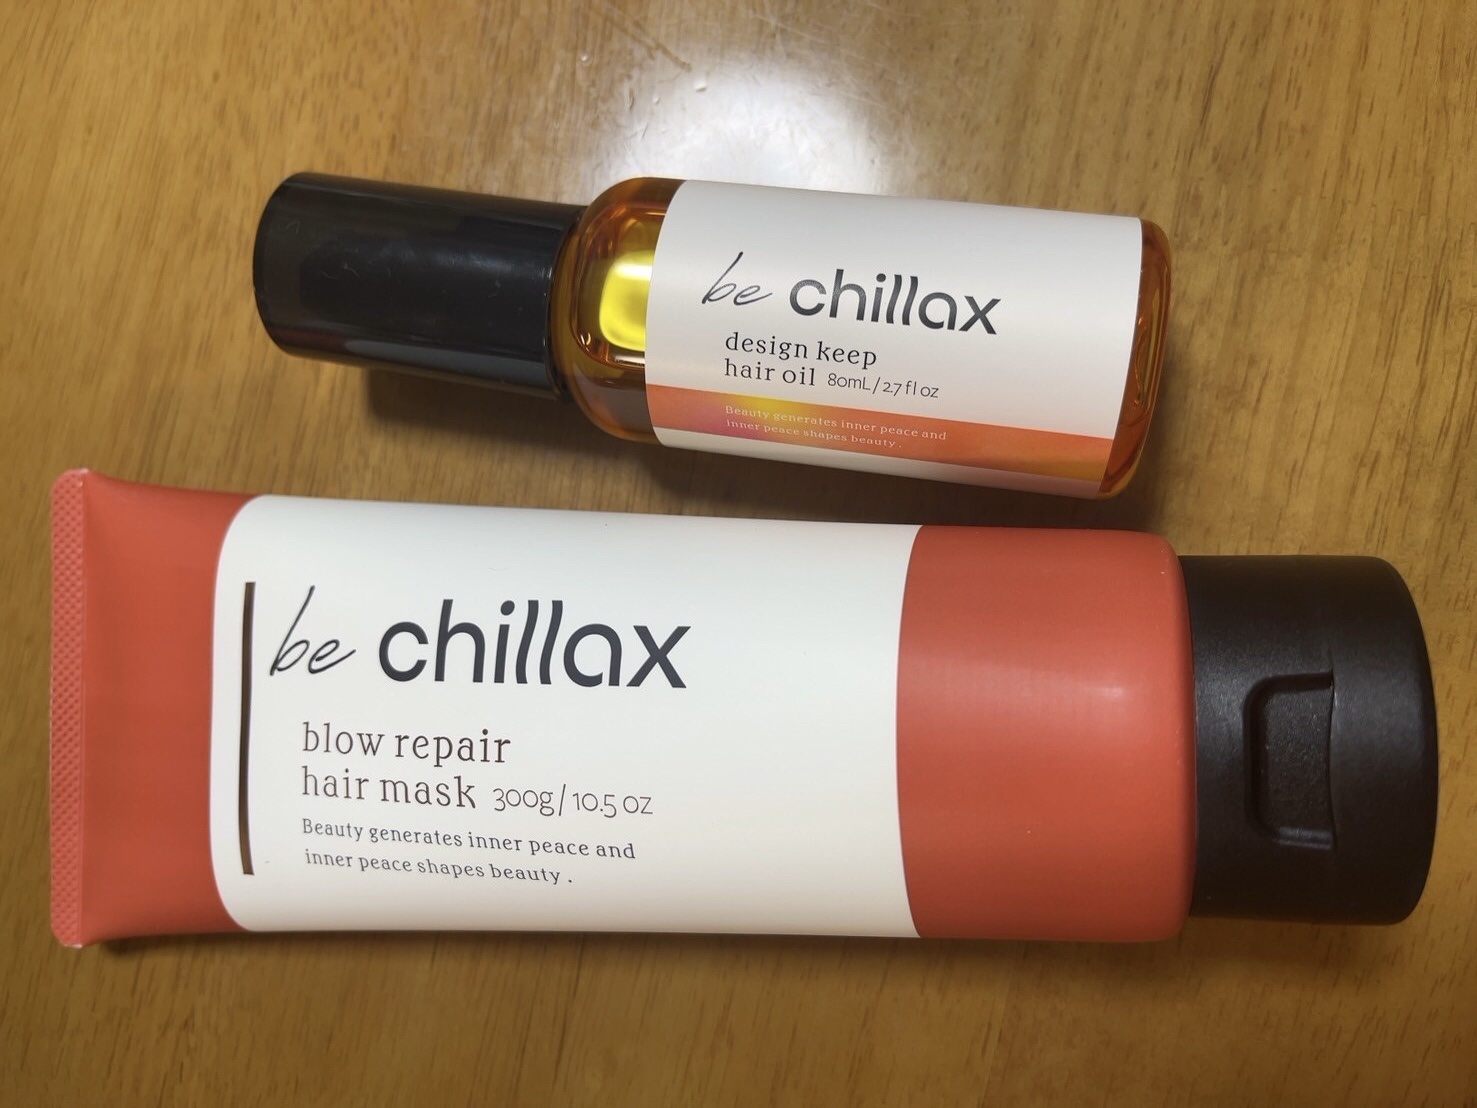 be chillax
design keep
hair oil 80mL/2.7 fl oz
Beauty generates inner peace and
inner peace shapes beauty .
be chillax
blow repair
hair mask 300g/10.5 oz
Beauty generates inner peace and
inner peace shapes beauty .